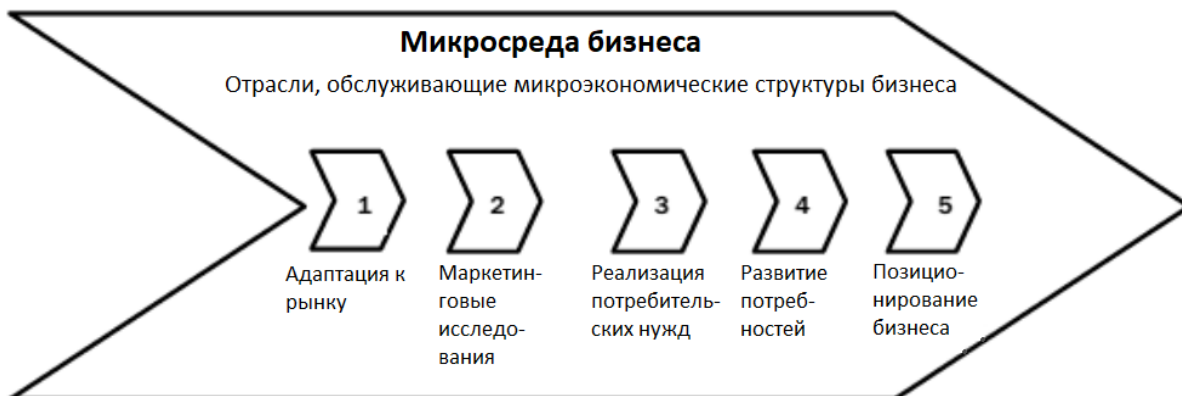 Микросреда бизнеса
Отрасли, обслуживающие микроэкономические структуры бизнеса
1
2
3
4
5
Адаптация к
рынку
Маркетин-
говые
исследо-
вания
Реализация
потребитель-
ских нужд
Развитие
потреб-
ностей
Позицио-
нирование
бизнеса